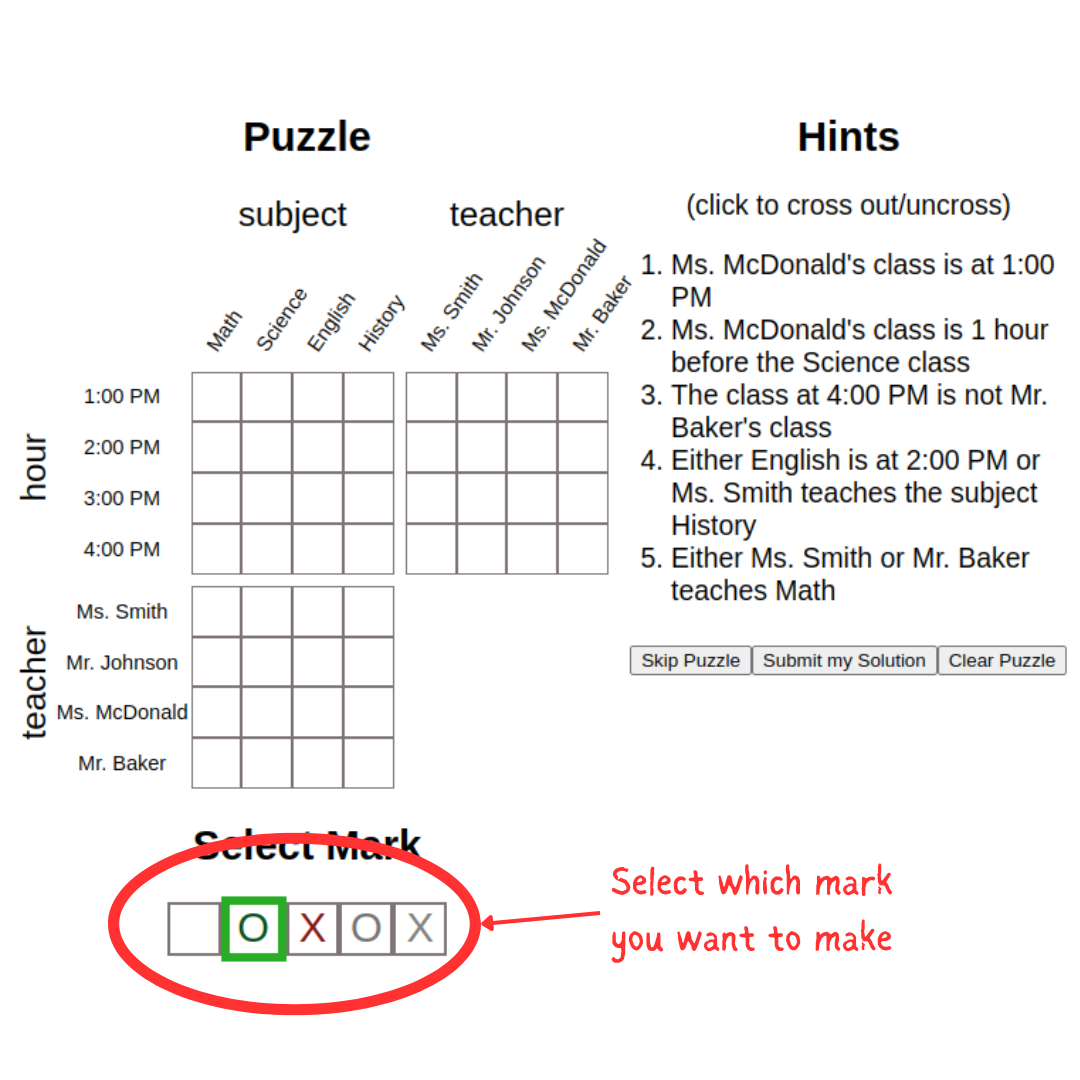 Puzzle
Hints
subject
teacher
(click to cross out/uncross)
Math
Science
English
History
Ms. Smith
Mr. Johnson
Ms. McDonald
Mr. Baker
hour
1:00 PM
2:00 PM
3:00 PM
4:00 PM
teacher
Ms. Smith
Mr. Johnson
Ms. McDonald
Mr. Baker
1. Ms. McDonald's class is at 1:00
PM
2. Ms. McDonald's class is 1 hour
before the Science class
3. The class at 4:00 PM is not Mr.
Baker's class
4. Either English is at 2:00 PM or
Ms. Smith teaches the subject
History
5. Either Ms. Smith or Mr. Baker
teaches Math
Skip Puzzle Submit my Solution Clear Puzzle
Select Mark
O X O X
Select which mark
you want to make